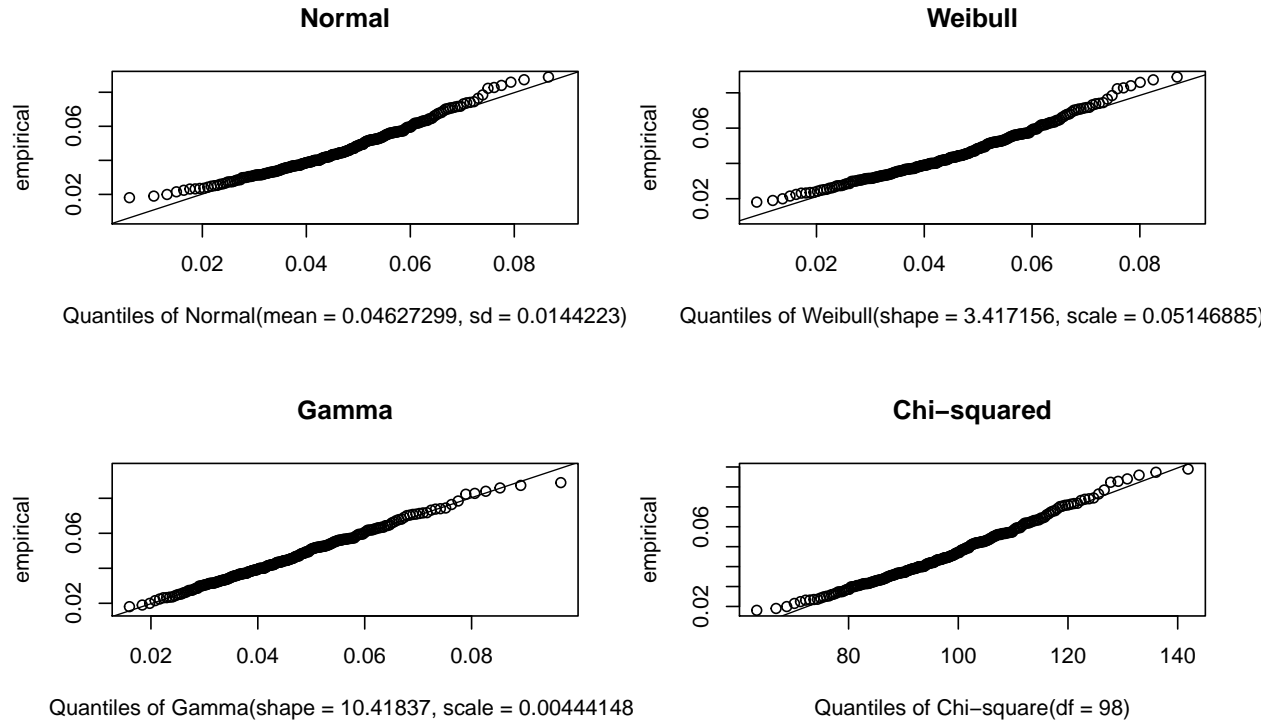 Normal
empirical
0.02 0.06
0.02 0.04 0.06 0.08
Quantiles of Normal(mean = 0.04627299, sd = 0.0144223)
Weibull
empirical
0.02 0.06
0.02 0.04 0.06 0.08
Quantiles of Weibull(shape = 3.417156, scale = 0.05146885)
Gamma
empirical
0.02 0.06
0.02 0.04 0.06 0.08
Quantiles of Gamma(shape = 10.41837, scale = 0.00444148
Chi−squared
empirical
0.02 0.06
80 100 120 140
Quantiles of Chi−square(df = 98)